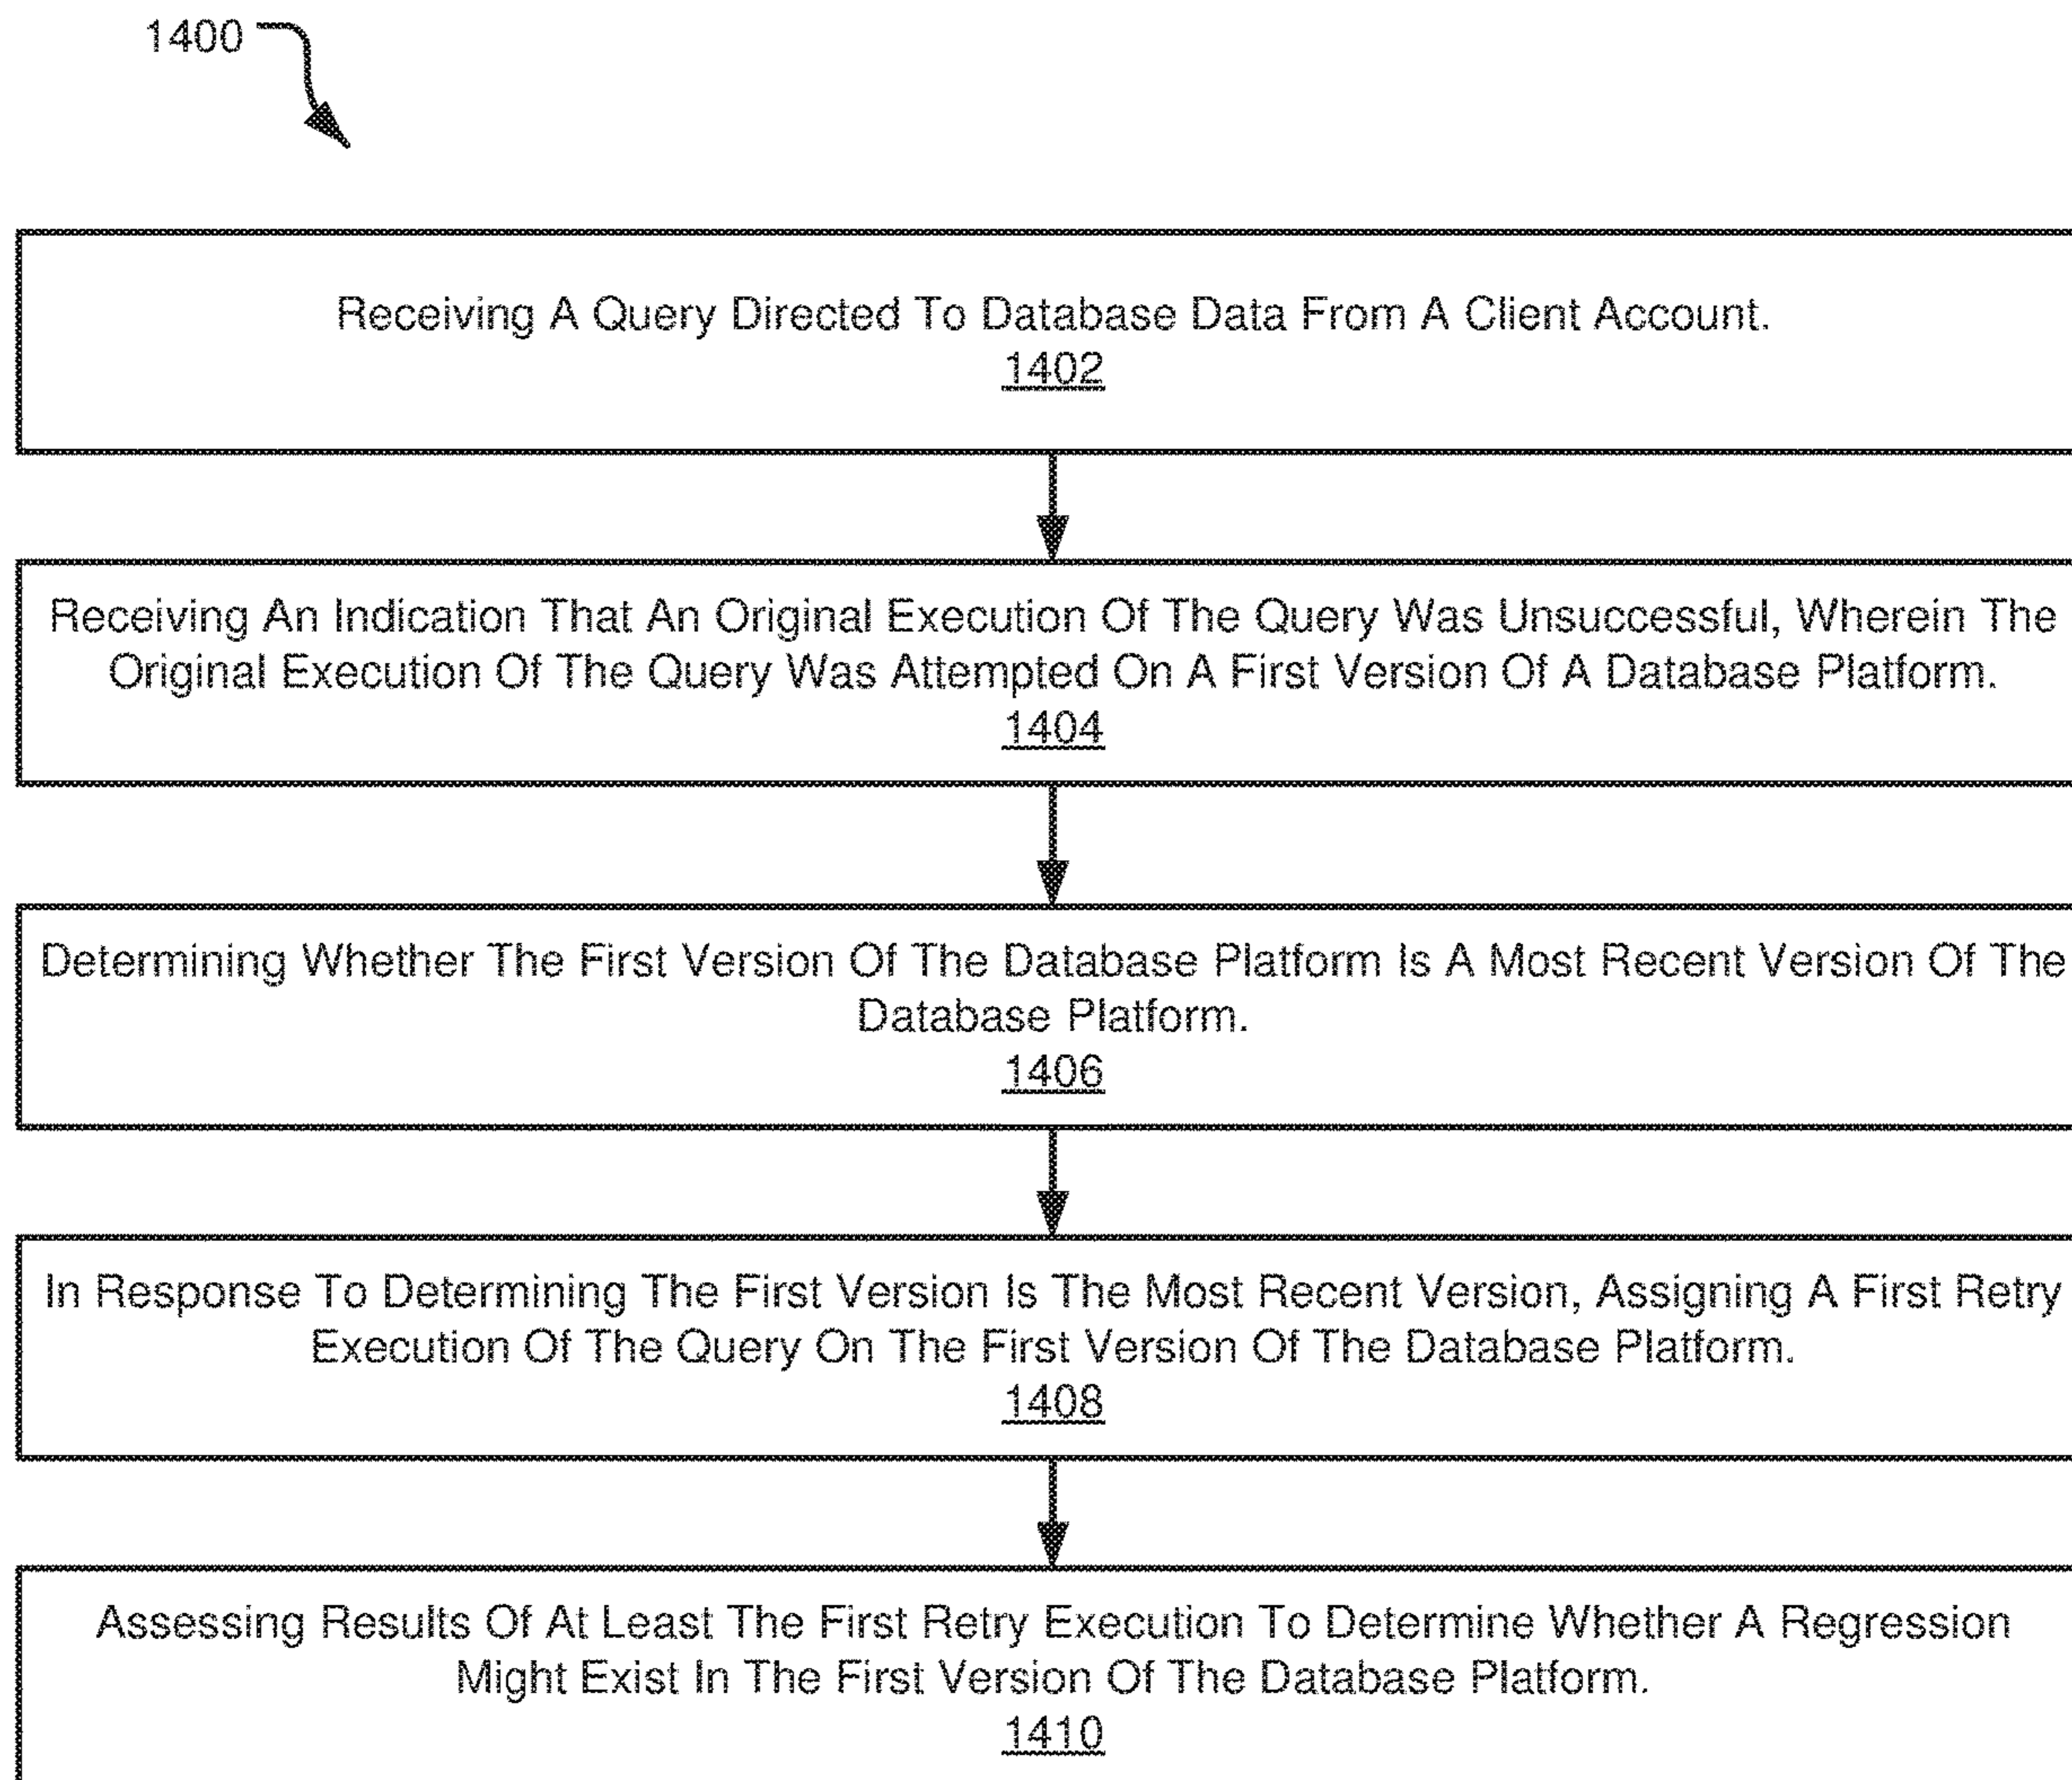 1400
Receiving A Query Directed To Database Data From A Client Account.
1402
Receiving An Indication That An Original Execution Of The Query Was Unsuccessful, Wherein The
Original Execution Of The Query Was Attempted On A First Version Of A Database Platform.
1404
Determining Whether The First Version Of The Database Platform Is A Most Recent Version Of The
Database Platform.
1406
In Response To Determining The First Version Is The Most Recent Version, Assigning A First Retry
Execution Of The Query On The First Version Of The Database Platform.
1408
Assessing Results Of At Least The First Retry Execution To Determine Whether A Regression
Might Exist In The First Version Of The Database Platform.
1410